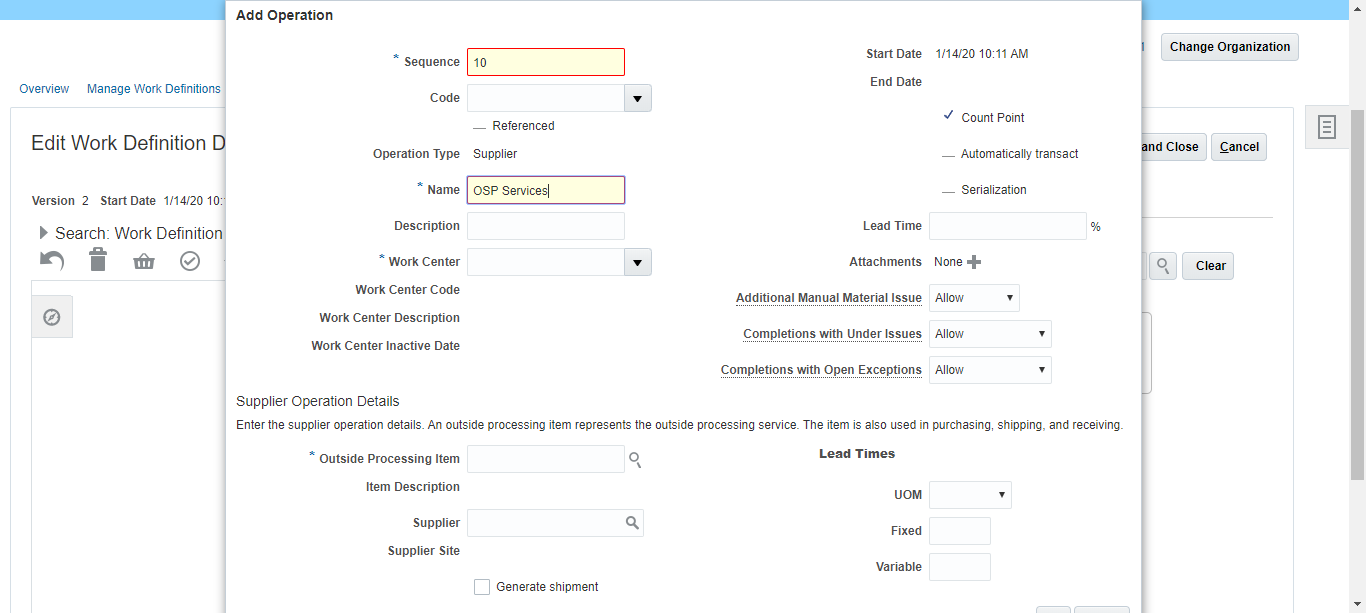 Add Operation
* Sequence 10
Code
Referenced
Operation Type Supplier
* Name OSP Services
Description
* Work Center
Work Center Code
Work Center Description
Work Center Inactive Date
Start Date 1/14/20 10:11 AM
End Date
Count Point
Automatically transact
Serialization
Lead Time %
Attachments None
Additional Manual Material Issue Allow
Completions with Under Issues Allow
Completions with Open Exceptions Allow
Supplier Operation Details
Enter the supplier operation details. An outside processing item represents the outside processing service. The item is also used in purchasing, shipping, and receiving.
* Outside Processing Item
Item Description
Supplier
Supplier Site
Generate shipment
Lead Times
UOM
Fixed
Variable
Change Organization
Overview Manage Work Definitions
Edit Work Definition D
and Close Cancel
Version 2 Start Date 1/14/20 10:
Search: Work Definition
Clear